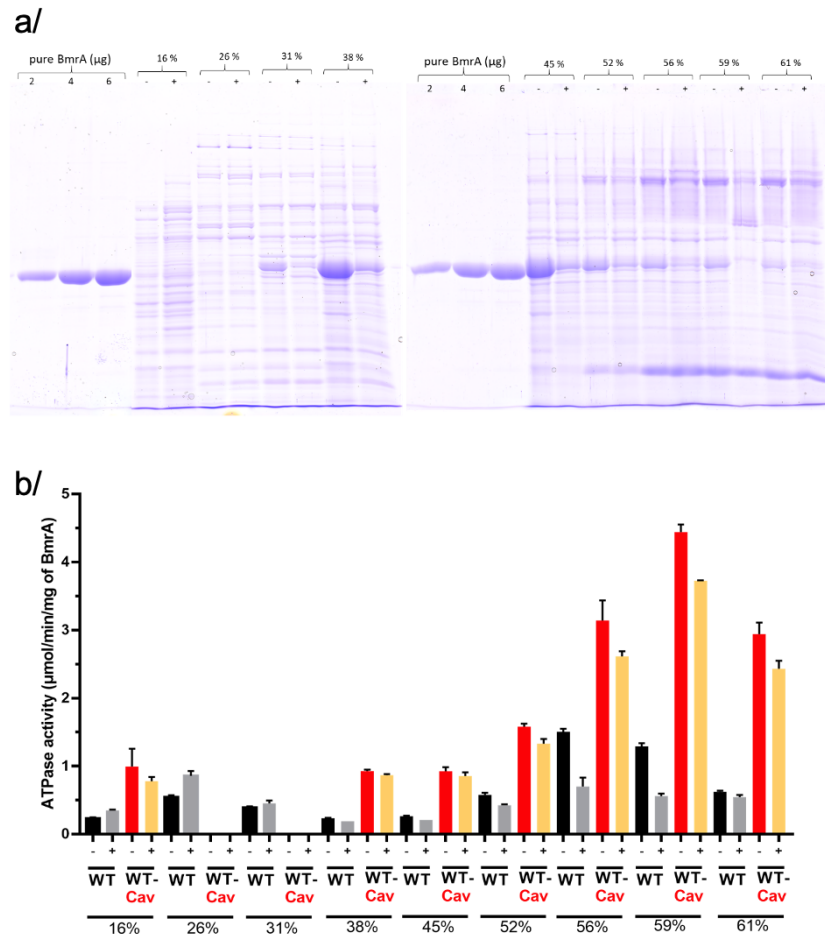 a/
pure BmrA (µg) 16 % 26 % 31 % 38 %
2 4 6 - + - + - + - +
pure BmrA (µg) 45 % 52 % 56 % 59 % 61 %
2 4 6 - + - + - + - + - +
b/
ATPase activity (µmol/min/mg of BmrA)
5
4
3
2
1
0
- + - + - + - + - + - + - + - + - + - + - + - + - + - + - + - + - + - +
WT WT- WT WT- WT WT- WT WT- WT WT- WT WT- WT WT- WT WT- WT WT-
Cav Cav Cav Cav Cav Cav Cav Cav Cav
16% 26% 31% 38% 45% 52% 56% 59% 61%